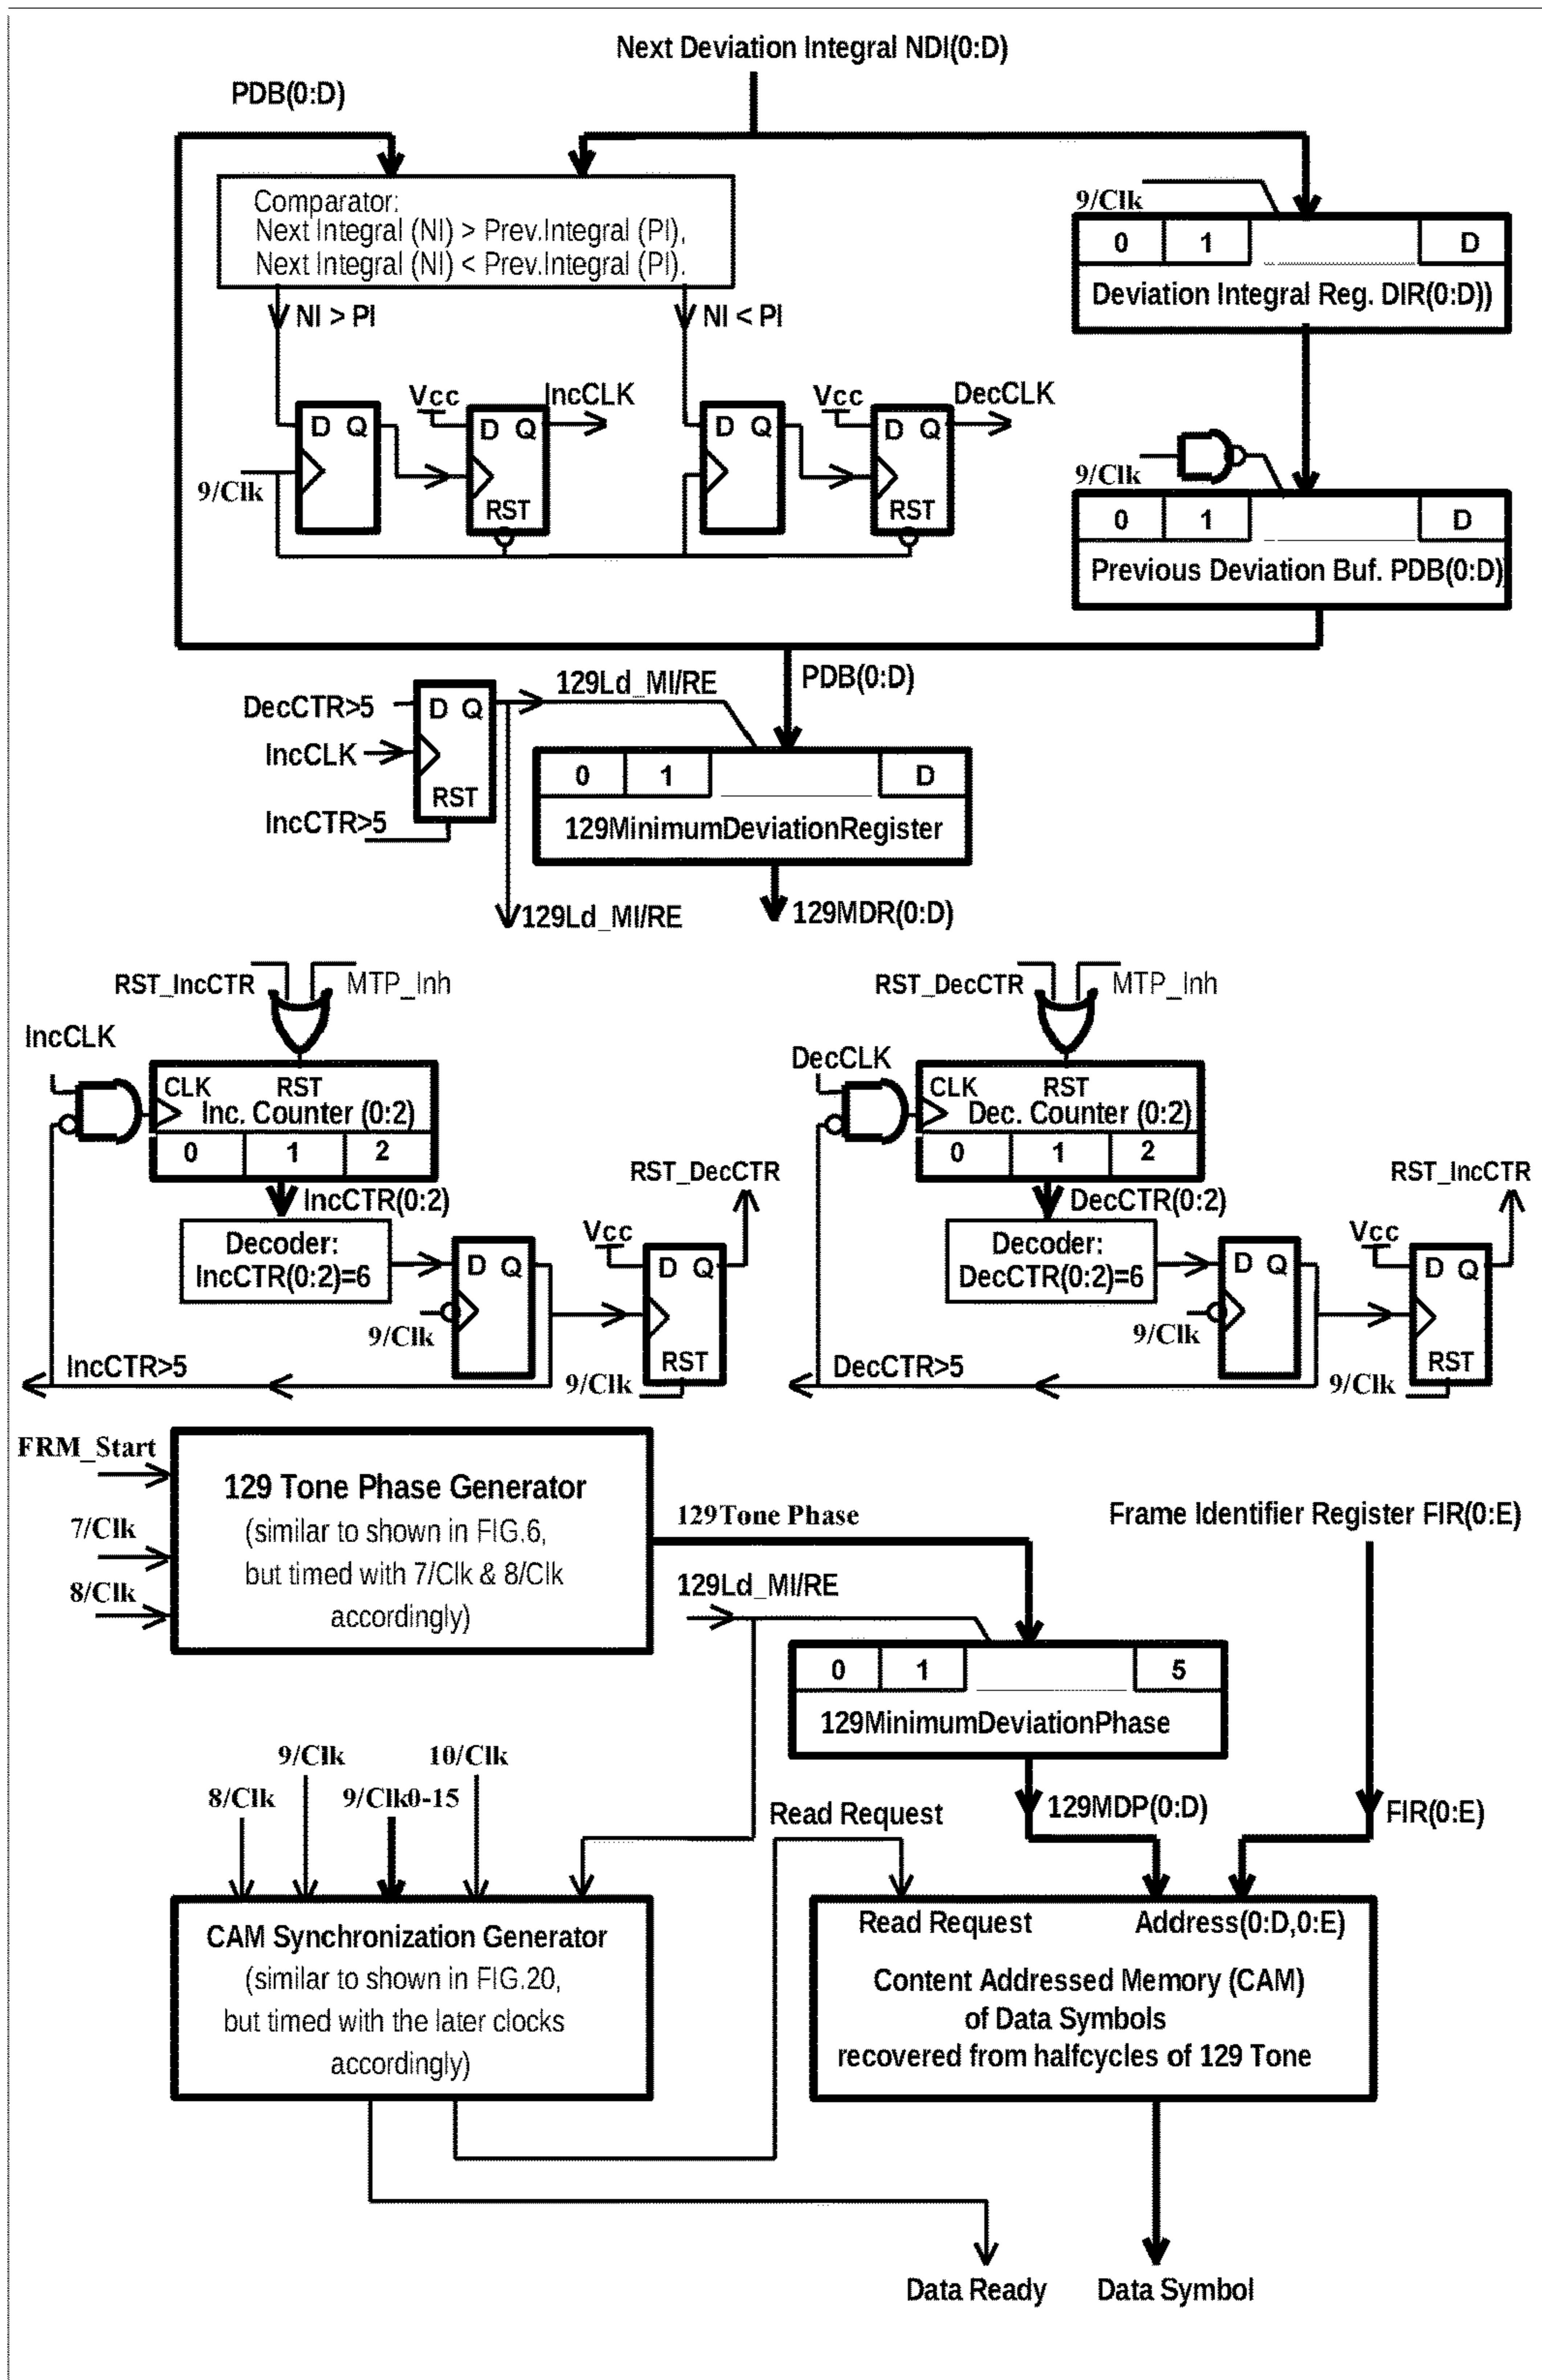 Next Deviation Integral NDI(0:D)
PDB(0:D)
Comparator:
Next Integral (NI) > Prev.Integral (PI),
Next Integral (NI) < Prev.Integral (PI).
9/Clk
0 1 D
Deviation Integral Reg. DIR(0:D))
NI > PI
NI < PI
Vcc
IncCLK
Vcc
DecCLK
D Q
D Q
D Q
D Q
9/Clk
RST
RST
9/Clk
0 1 D
Previous Deviation Buf. PDB(0:D)
PDB(0:D)
129Ld_MI/RE
DecCTR>5
D Q
IncCLK
RST
IncCTR>5
0 1 D
129MinimumDeviationRegister
129Ld_MI/RE
129MDR(0:D)
RST_IncCTR
MTP_Inh
RST_DecCTR
MTP_Inh
IncCLK
CLK RST
Inc. Counter (0:2)
0 1 2
DecCLK
CLK RST
Dec. Counter (0:2)
0 1 2
IncCTR(0:2)
RST_DecCTR
DecCTR(0:2)
RST_IncCTR
Decoder:
IncCTR(0:2)=6
D Q
9/Clk
Vcc
D Q
RST
9/Clk
Decoder:
DecCTR(0:2)=6
D Q
9/Clk
Vcc
D Q
RST
9/Clk
IncCTR>5
DecCTR>5
FRM_Start
7/Clk
8/Clk
129 Tone Phase Generator
(similar to shown in FIG.6,
but timed with 7/Clk & 8/Clk
accordingly)
129Tone Phase
Frame Identifier Register FIR(0:E)
129Ld_MI/RE
0 1 5
129MinimumDeviationPhase
9/Clk
10/Clk
8/Clk
9/Clk0-15
Read Request
129MDP(0:D)
FIR(0:E)
CAM Synchronization Generator
(similar to shown in FIG.20,
but timed with the later clocks
accordingly)
Read Request
Address(0:D,0:E)
Content Addressed Memory (CAM)
of Data Symbols
recovered from halfcycles of 129 Tone
Data Ready
Data Symbol